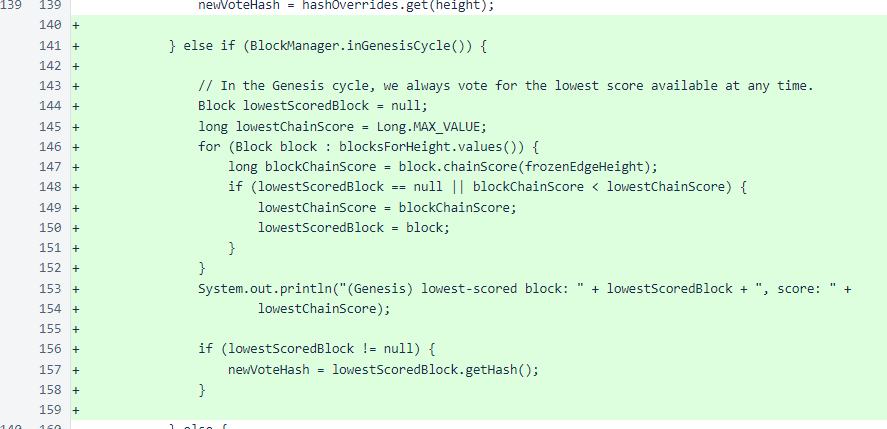 139 139 newVoteHash = hashOverrides.get(height);
140 +
141 + } else if (BlockManager.inGenesisCycle()) {
142 +
143 + // In the Genesis cycle, we always vote for the lowest score available at any time.
144 + Block lowestScoredBlock = null;
145 + long lowestChainScore = Long.MAX_VALUE;
146 + for (Block block : blocksForHeight.values()) {
147 + long blockChainScore = block.chainScore(frozenEdgeHeight);
148 + if (lowestScoredBlock == null || blockChainScore < lowestChainScore) {
149 + lowestChainScore = blockChainScore;
150 + lowestScoredBlock = block;
151 + }
152 + }
153 + System.out.println("(Genesis) lowest-scored block: " + lowestScoredBlock + ", score: " +
154 + lowestChainScore);
155 +
156 + if (lowestScoredBlock != null) {
157 + newVoteHash = lowestScoredBlock.getHash();
158 + }
159 +
140 160 } else {